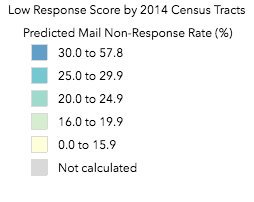 Low Response Score by 2014 Census Tracts
Predicted Mail Non-Response Rate (%)
30.0 to 57.8
25.0 to 29.9
20.0 to 24.9
16.0 to 19.9
0.0 to 15.9
Not calculated